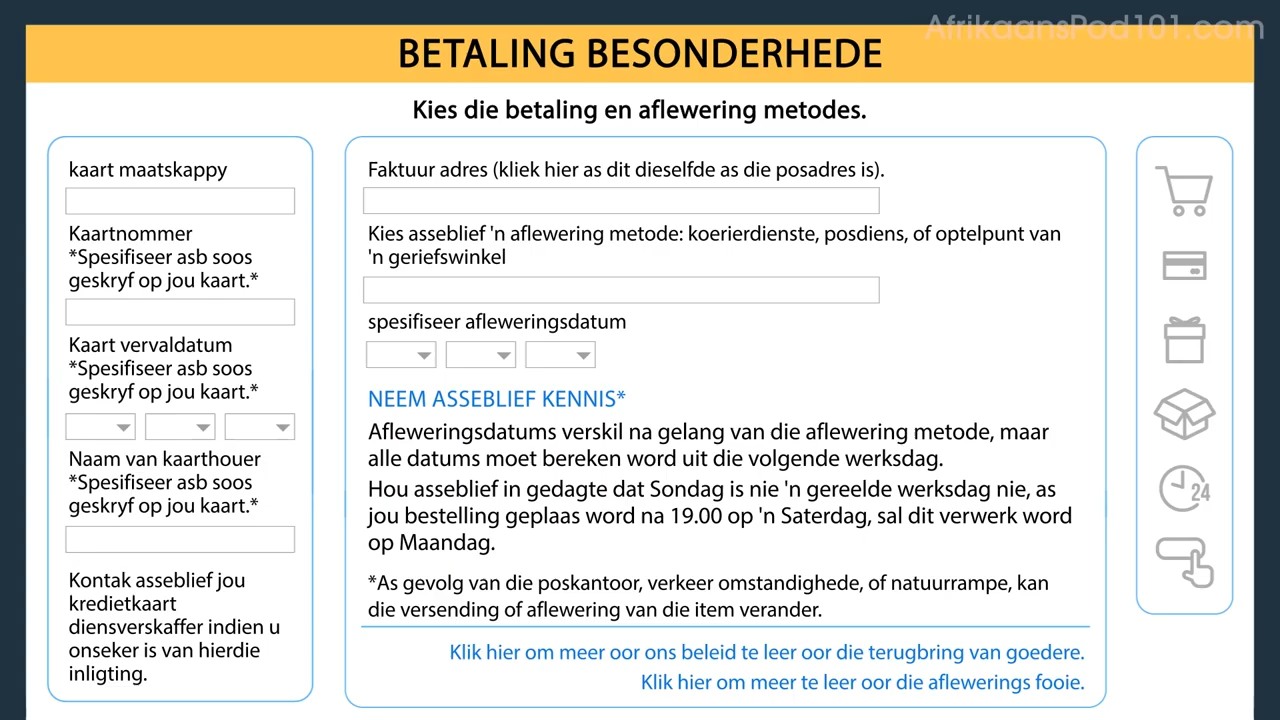 AfrikaansPod101.com
BETALING BESONDERHEDE
Kies die betaling en aflewering metodes.
kaart maatskappy
Kaartnommer
*Spesifiseer asb soos
geskryf op jou kaart.*
Kaart vervaldatum
*Spesifiseer asb soos
geskryf op jou kaart.*
Naam van kaarthouer
*Spesifiseer asb soos
geskryf op jou kaart.*
Kontak asseblief jou
kredietkaart
diensverskaffer indien u
onseker is van hierdie
inligting.
Faktuur adres (kliek hier as dit dieselfde as die posadres is).
Kies asseblief 'n aflewering metode: koerierdienste, posdiens, of optelpunt van
'n geriefswinkel
spesifiseer afleweringsdatum
NEEM ASSEBLIEF KENNIS*
Afleweringsdatums verskil na gelang van die aflewering metode, maar
alle datums moet bereken word uit die volgende werksdag.
Hou asseblief in gedagte dat Sondag is nie 'n gereelde werksdag nie, as
jou bestelling geplaas word na 19.00 op 'n Saterdag, sal dit verwerk word
op Maandag.
*As gevolg van die poskantoor, verkeer omstandighede, of natuurrampe, kan
die versending of aflewering van die item verander.
Klik hier om meer oor ons beleid te leer oor die terugbring van goedere.
Klik hier om meer te leer oor die aflewerings fooie.
24